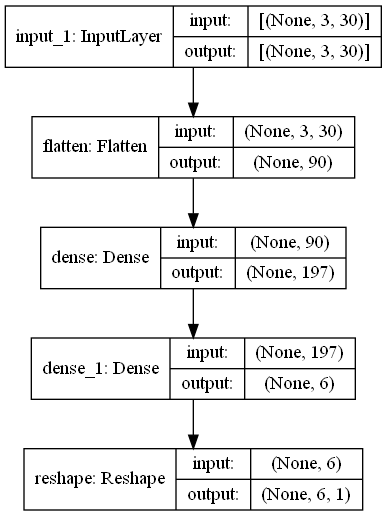 input_1: InputLayer
input: [(None, 3, 30)]
output: [(None, 3, 30)]
flatten: Flatten
input: (None, 3, 30)
output: (None, 90)
dense: Dense
input: (None, 90)
output: (None, 197)
dense_1: Dense
input: (None, 197)
output: (None, 6)
reshape: Reshape
input: (None, 6)
output: (None, 6, 1)